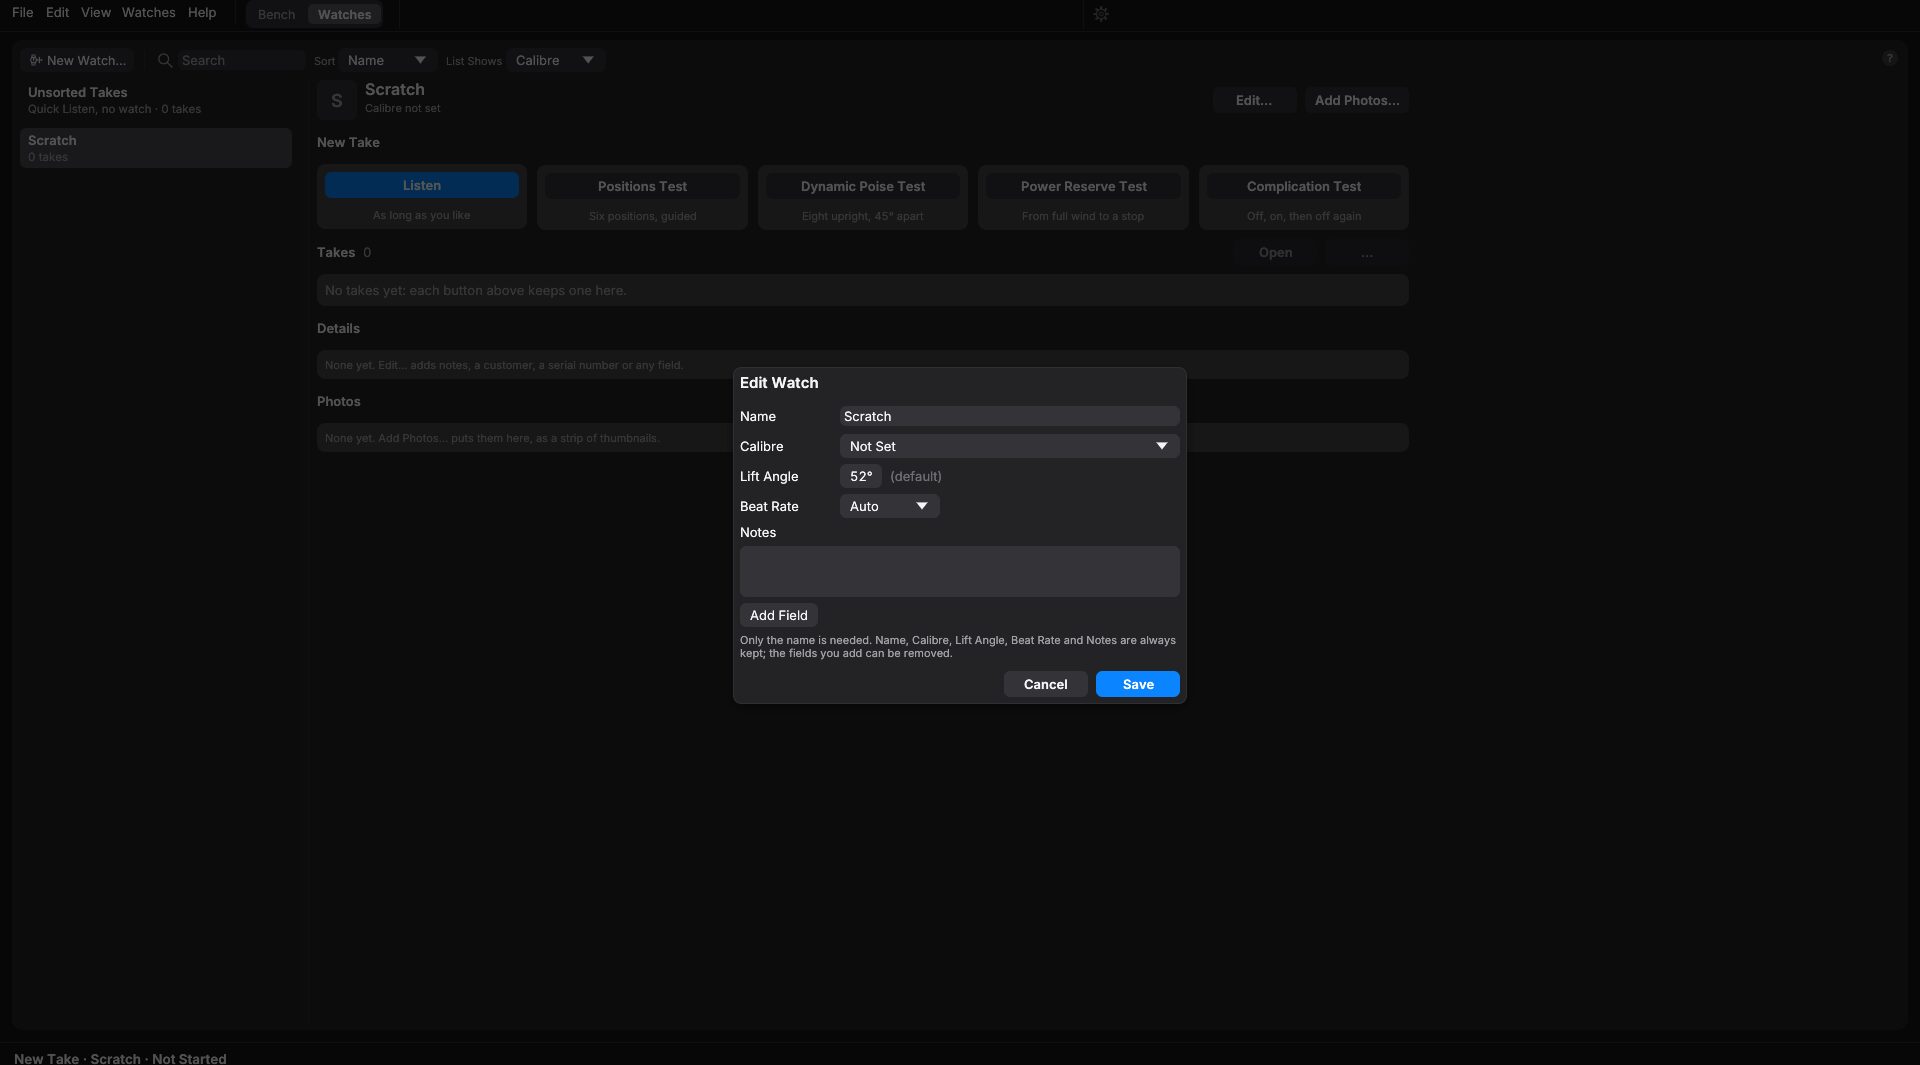 File Edit View Watches Help Bench Watches
New Watch... Search Sort Name List Shows Calibre ?
Unsorted Takes
Quick Listen, no watch · 0 takes
Scratch
0 takes
S
Scratch
Calibre not set
Edit... Add Photos...
New Take
Listen
As long as you like
Positions Test
Six positions, guided
Dynamic Poise Test
Eight upright, 45° apart
Power Reserve Test
From full wind to a stop
Complication Test
Off, on, then off again
Takes 0
Open ...
No takes yet: each button above keeps one here.
Details
None yet. Edit... adds notes, a customer, a serial number or any field.
Photos
None yet. Add Photos... puts them here, as a strip of thumbnails.
Edit Watch
Name Scratch
Calibre Not Set
Lift Angle 52° (default)
Beat Rate Auto
Notes
Add Field
Only the name is needed. Name, Calibre, Lift Angle, Beat Rate and Notes are always
kept; the fields you add can be removed.
Cancel Save
New Take · Scratch · Not Started